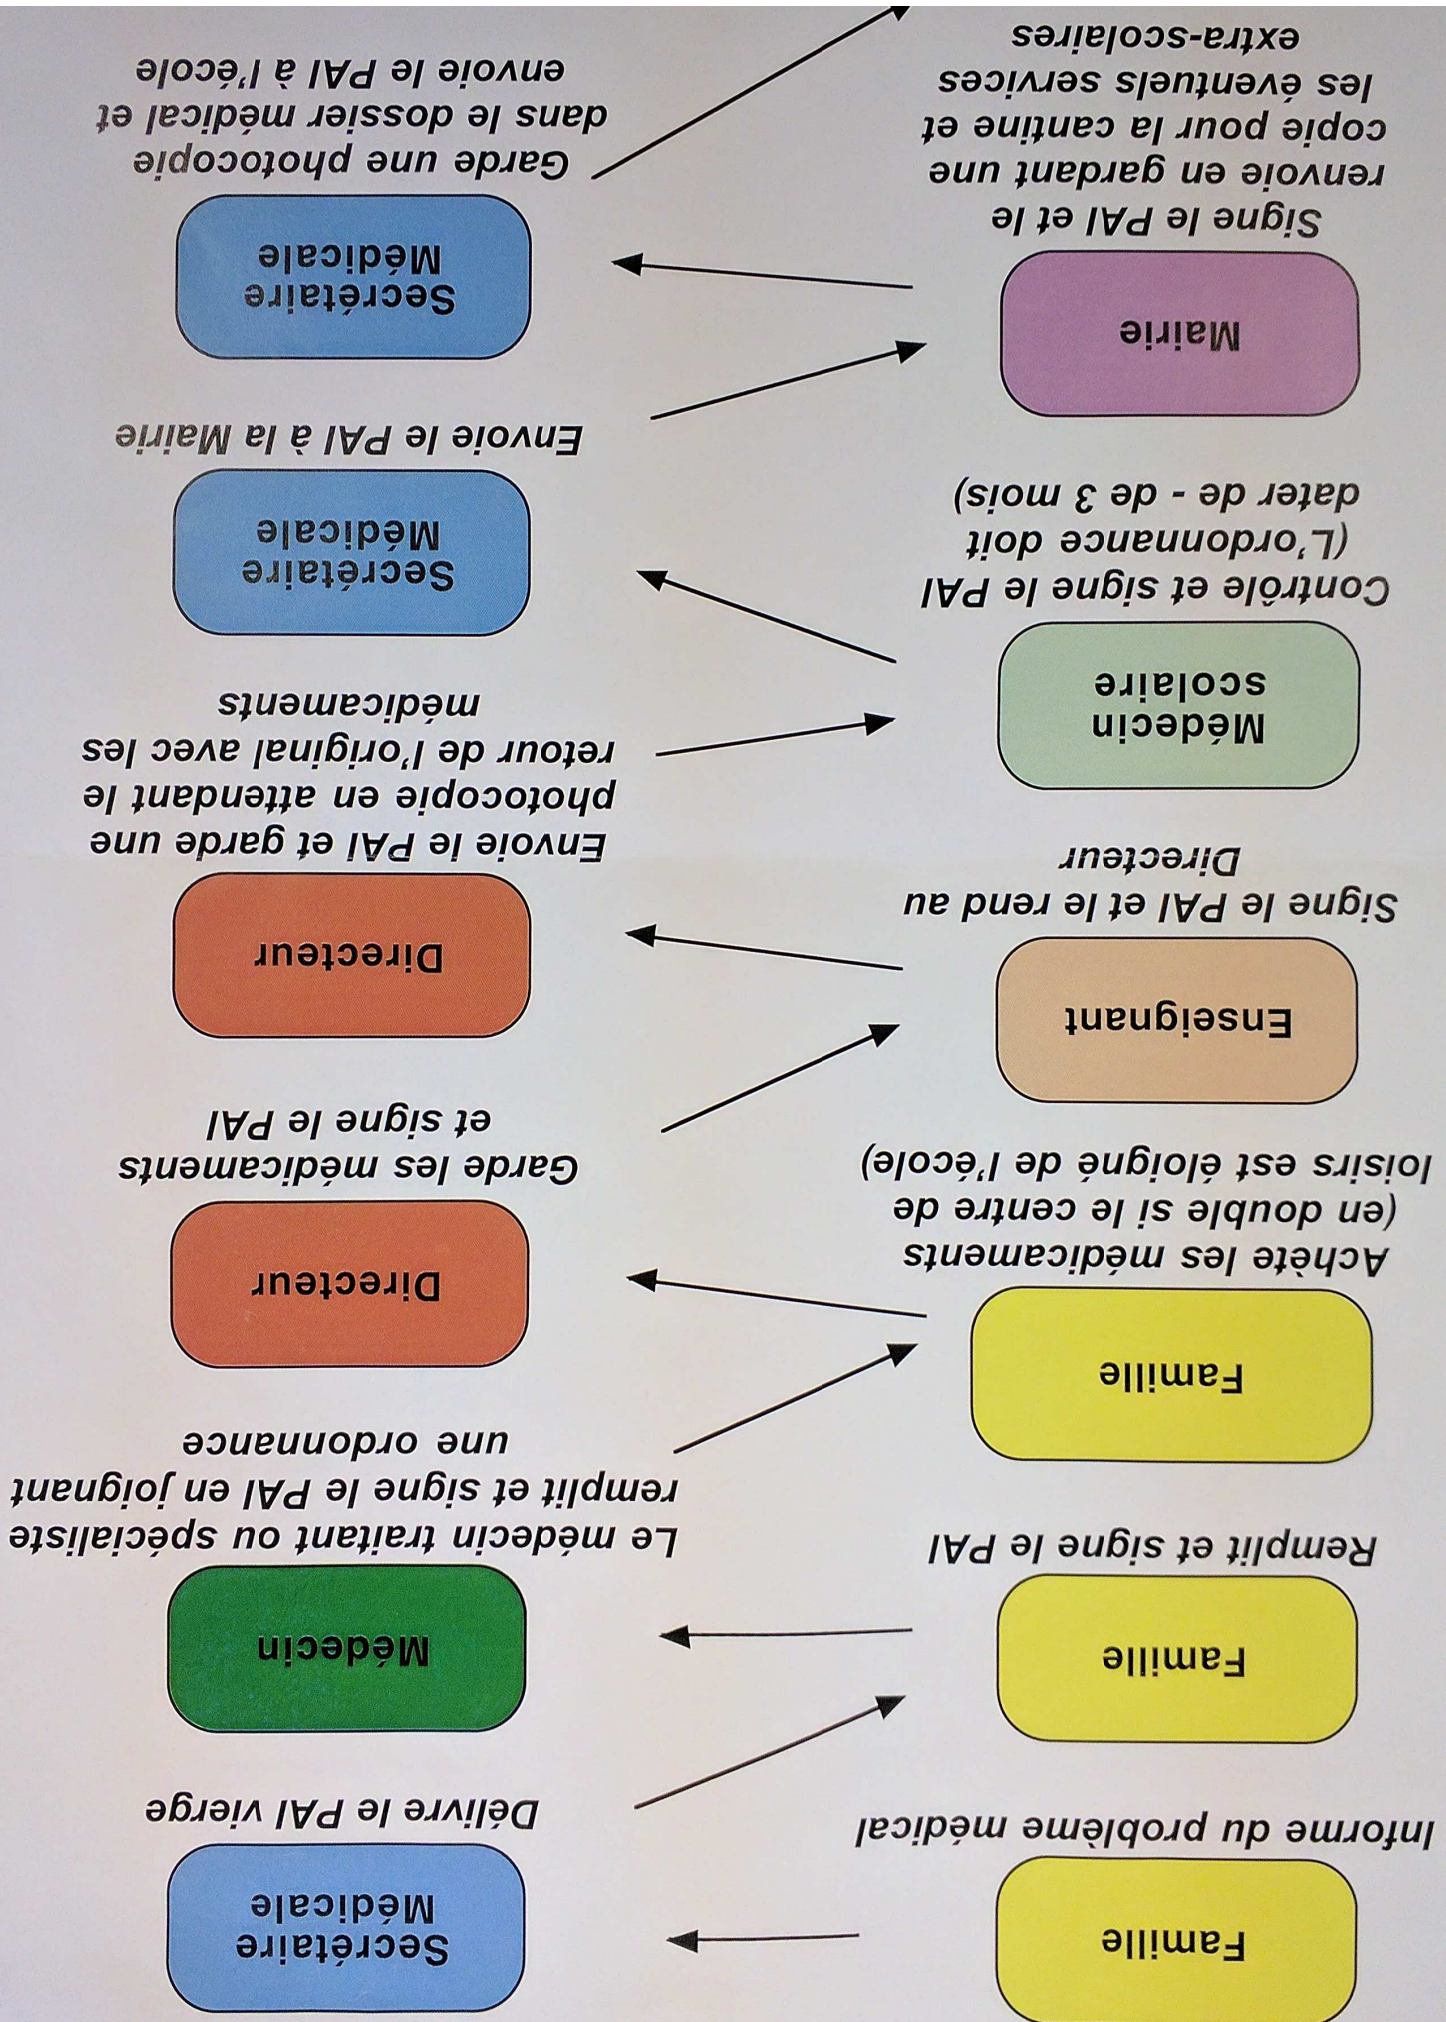 Famille
Informe du problème médical
Secrétaire
Médicale
Délivre le PAI vierge
Famille
Remplit et signe le PAI
Médecin
Le médecin traitant ou spécialiste
remplit et signe le PAI en joignant
une ordonnance
Famille
Achète les médicaments
(en double si le centre de
loisirs est éloigné de l'école)
Directeur
Garde les médicaments
et signe le PAI
Enseignant
Signe le PAI et le rend au
Directeur
Directeur
Envoie le PAI et garde une
photocopie en attendant le
retour de l'original avec les
médicaments
Médecin
scolaire
Contrôle et signe le PAI
(L'ordonnance doit
dater de - de 3 mois)
Secrétaire
Médicale
Envoie le PAI à la Mairie
Mairie
Signe le PAI et le
renvoie en gardant une
copie pour la cantine et
les éventuels services
extra-scolaires
Secrétaire
Médicale
Garde une photocopie
dans le dossier médical et
envoie le PAI à l'école